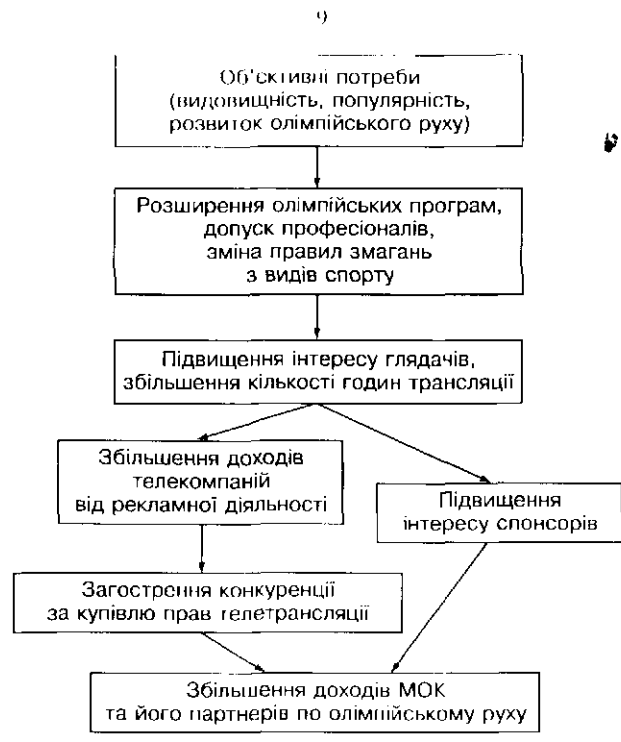 9
Об'єктивні потреби
(видовищність, популярність,
розвиток олімпійського руху)
Розширення олімпійських програм,
допуск професіоналів,
зміна правил змагань
з видів спорту
Підвищення інтересу глядачів,
збільшення кількості годин трансляції
Збільшення доходів
телекомпаній
від рекламної діяльності
Підвищення
інтересу спонсорів
Загострення конкуренції
за купівлю прав телетрансляції
Збільшення доходів МОК
та його партнерів по олімпійському руху